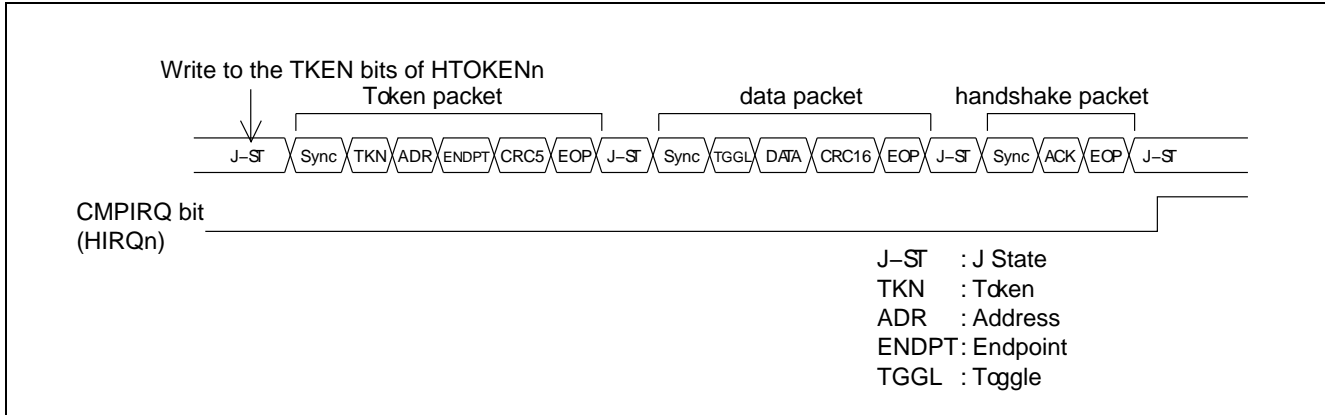 Write to the TKEN bits of HTOKENn
Token packet data packet handshake packet
J-ST Sync TKN ADR ENDPT CRC5 EOP J-ST Sync TGGL DATA CRC16 EOP J-ST Sync ACK EOP J-ST
CMPIRQ bit
(HIRQn)
J-ST : J State
TKN : Token
ADR : Address
ENDPT : Endpoint
TGGL : Toggle